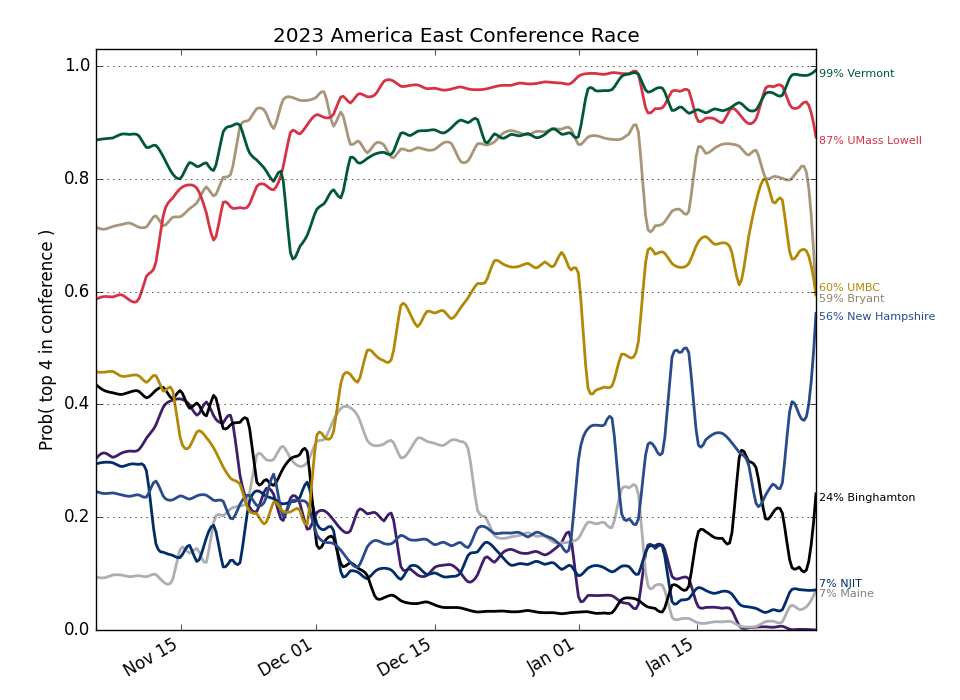 2023 America East Conference Race
Prob( top 4 in conference )
1.0
0.8
0.6
0.4
0.2
0.0
Nov 15
Dec 01
Dec 15
Jan 01
Jan 15
99% Vermont
87% UMass Lowell
60% UMBC
59% Bryant
56% New Hampshire
24% Binghamton
7% NJIT
7% Maine